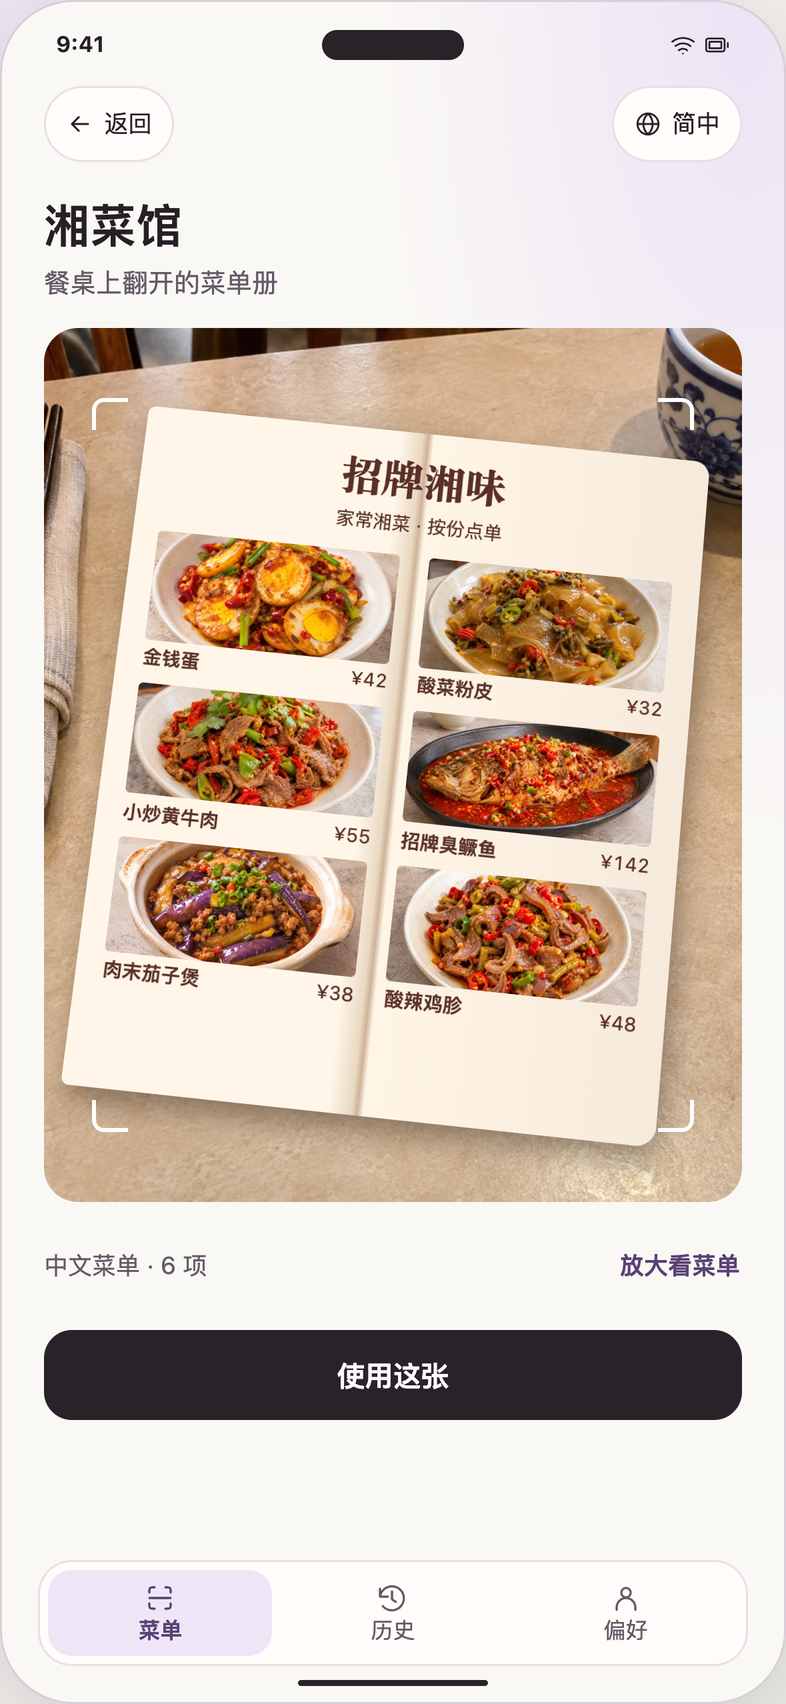 9:41
返回
简中
湘菜馆
餐桌上翻开的菜单册
招牌湘味
家常湘菜 · 按份点单
金钱蛋
¥42
酸菜粉皮
¥32
小炒黄牛肉
¥55
招牌臭鳜鱼
¥142
肉末茄子煲
¥38
酸辣鸡胗
¥48
中文菜单 · 6 项
放大看菜单
使用这张
菜单
历史
偏好